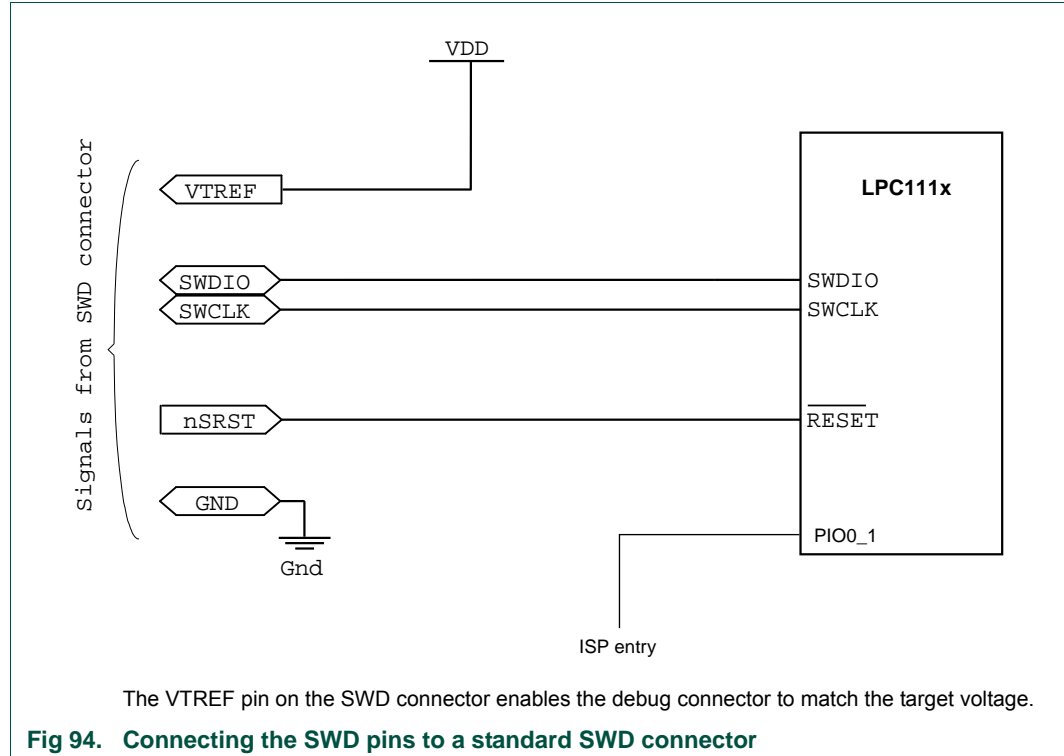 VDD
Signals from SWD connector
VTREF
LPC111x
SWDIO
SWDIO
SWCLK
SWCLK
nSRST
RESET
GND
Gnd
PIO0_1
ISP entry
The VTREF pin on the SWD connector enables the debug connector to match the target voltage.
Fig 94. Connecting the SWD pins to a standard SWD connector